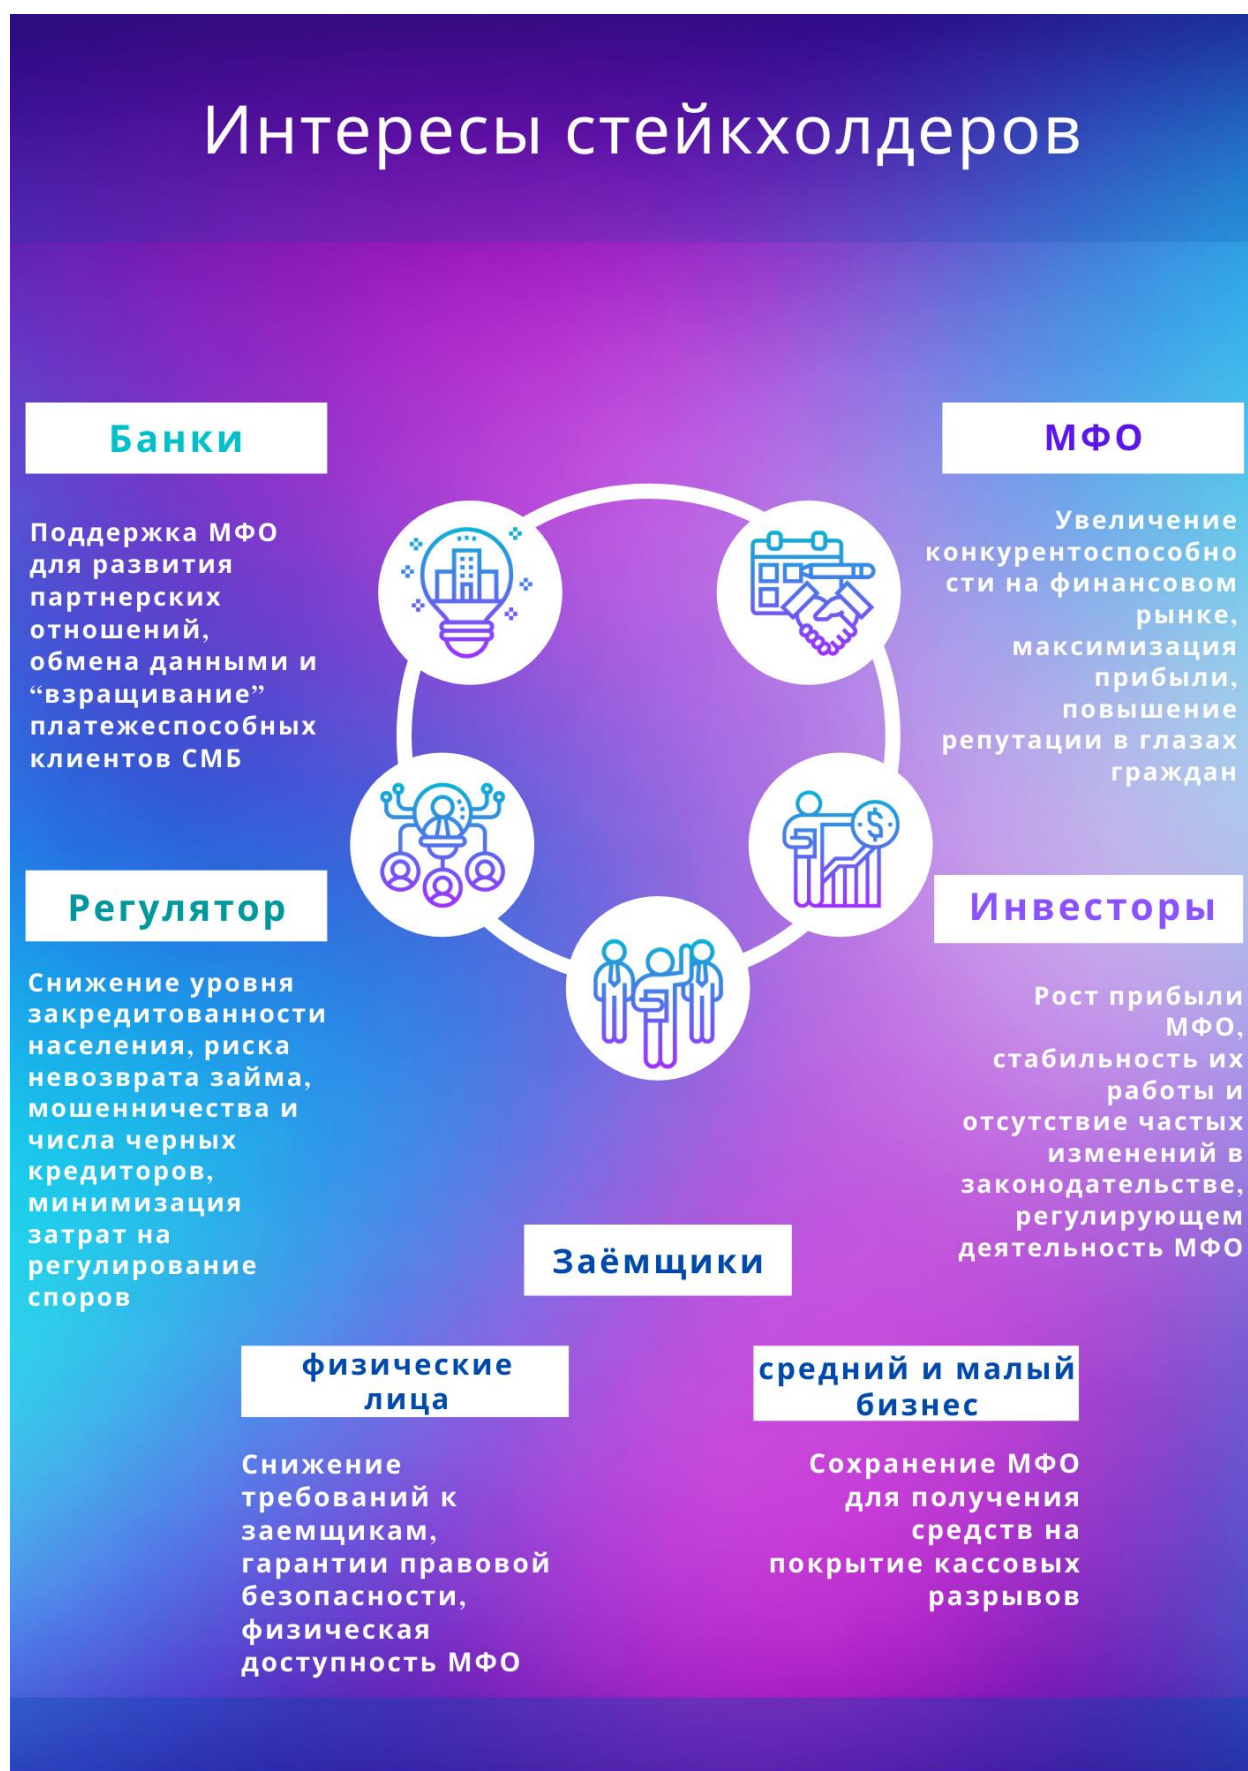 Интересы стейкхолдеров
Банки
Поддержка МФО
для развития
партнерских
отношений,
обмена данными и
“взращивание”
платежеспособных
клиентов СМБ
МФО
Увеличение
конкурентоспособно
сти на финансовом
рынке,
максимизация
прибыли,
повышение
репутации в глазах
граждан
Регулятор
Снижение уровня
закредитованности
населения, риска
невозврата займа,
мошенничества и
числа черных
кредиторов,
минимизация
затрат на
регулирование
споров
Инвесторы
Рост прибыли
МФО,
стабильность их
работы и
отсутствие частых
изменений в
законодательстве,
регулирующем
деятельность МФО
Заёмщики
физические
лица
Снижение
требований к
заемщикам,
гарантии правовой
безопасности,
физическая
доступность МФО
средний и малый
бизнес
Сохранение МФО
для получения
средств на
покрытие кассовых
разрывов